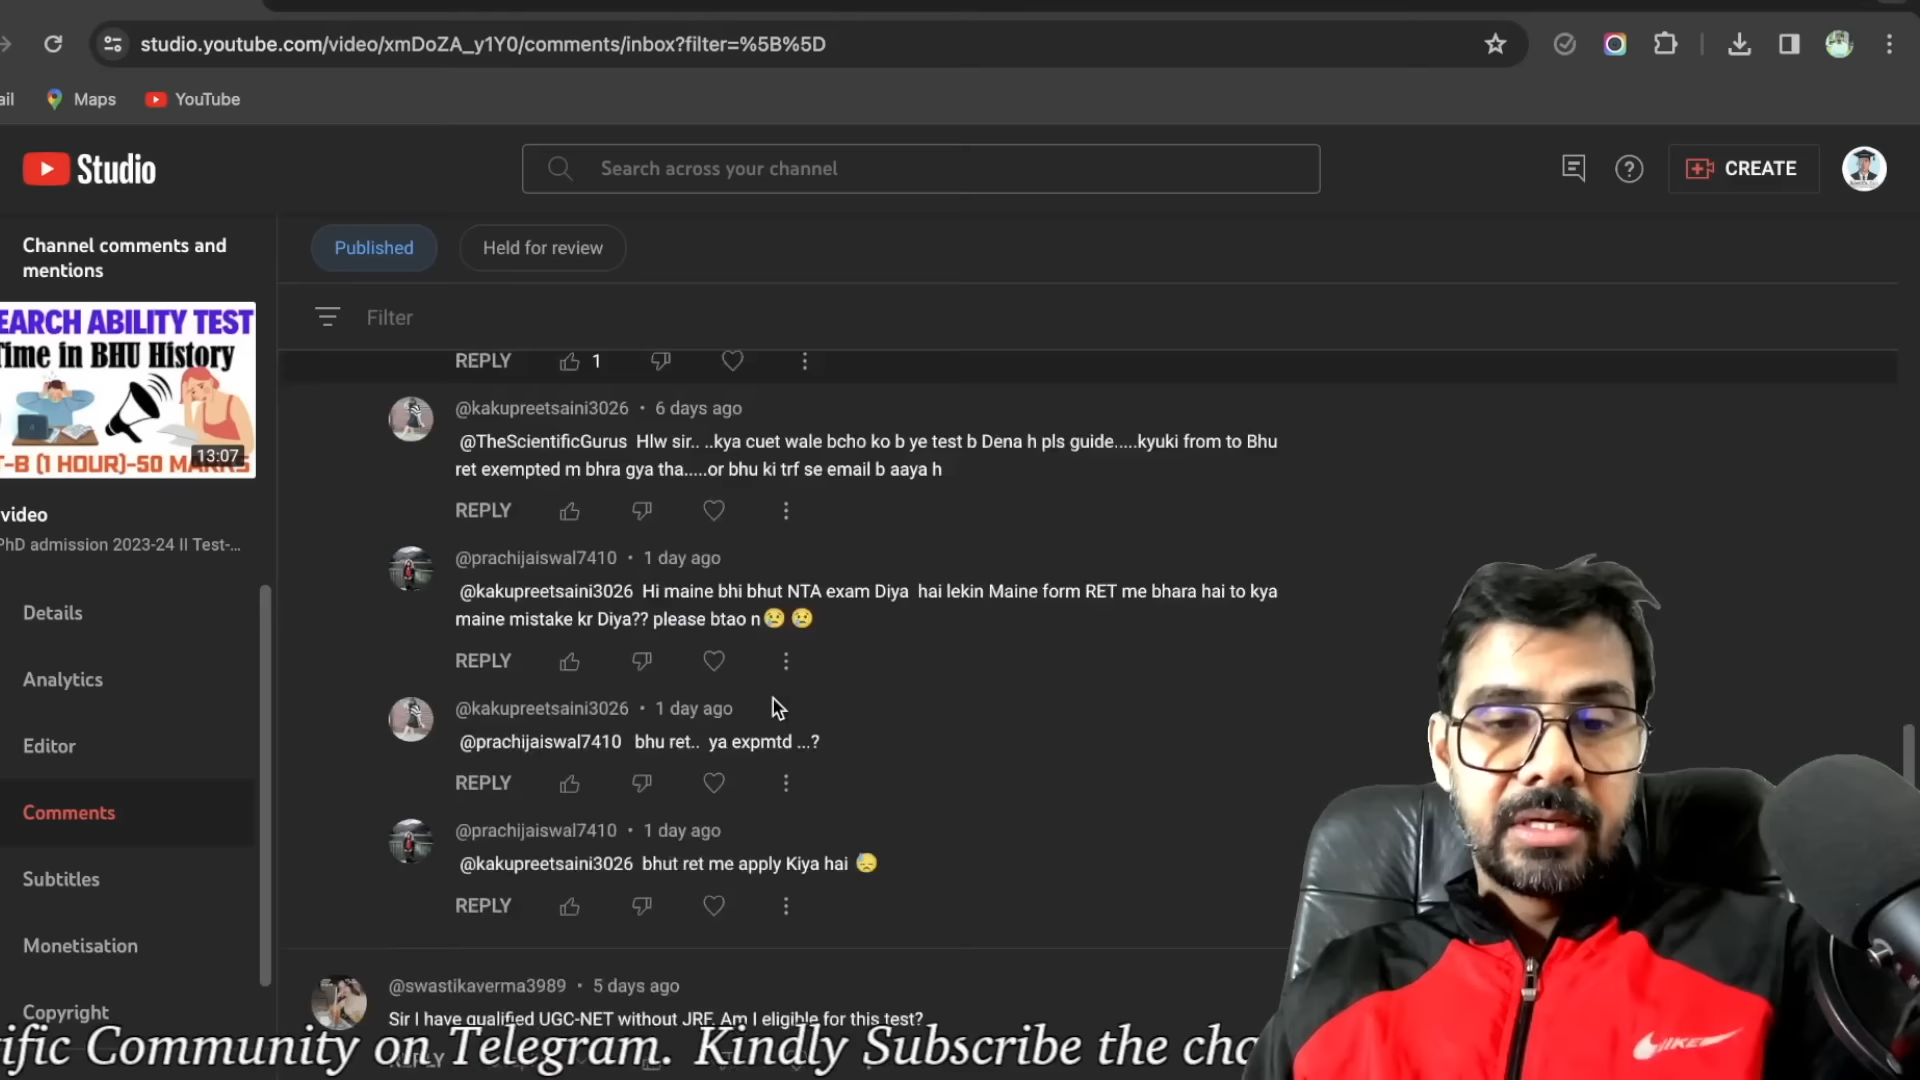 studio.youtube.com/video/xmDoZA_y1Y0/comments/inbox?filter=%5B%5D
ail Maps YouTube
Studio
Search across your channel
CREATE
Channel comments and
mentions
Published
Held for review
EARCH ABILITY TEST
Time in BHU History
T-B (1 HOUR)-50 MARKS
13:07
video
PhD admission 2023-24 II Test-...
Details
Analytics
Editor
Comments
Subtitles
Monetisation
Copyright
Filter
REPLY 1
@kakupreetsaini3026 • 6 days ago
@TheScientificGurus Hlw sir.. ..kya cuet wale bcho ko b ye test b Dena h pls guide.....kyuki from to Bhu
ret exempted m bhra gya tha.....or bhu ki trf se email b aaya h
REPLY
@prachijaiswal7410 • 1 day ago
@kakupreetsaini3026 Hi maine bhi bhut NTA exam Diya hai lekin Maine form RET me bhara hai to kya
maine mistake kr Diya?? please btao n😢 😢
REPLY
@kakupreetsaini3026 • 1 day ago
@prachijaiswal7410 bhu ret.. ya expmtd ...?
REPLY
@prachijaiswal7410 • 1 day ago
@kakupreetsaini3026 bhut ret me apply Kiya hai 😓
REPLY
@swastikaverma3989 • 5 days ago
Sir I have qualified UGC-NET without JRF. Am I eligible for this test?
REPLY
ific Community on Telegram. Kindly Subscribe the cha
NIKE